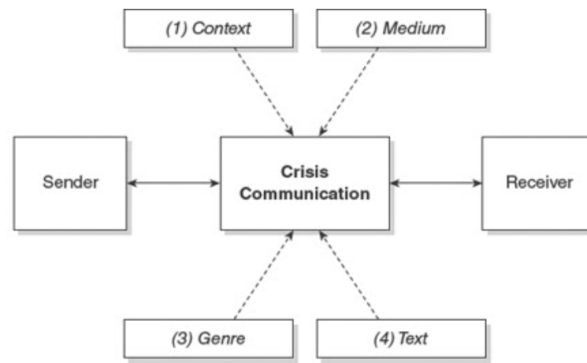 (1) Context
(2) Medium
Sender
Crisis
Communication
Receiver
(3) Genre
(4) Text